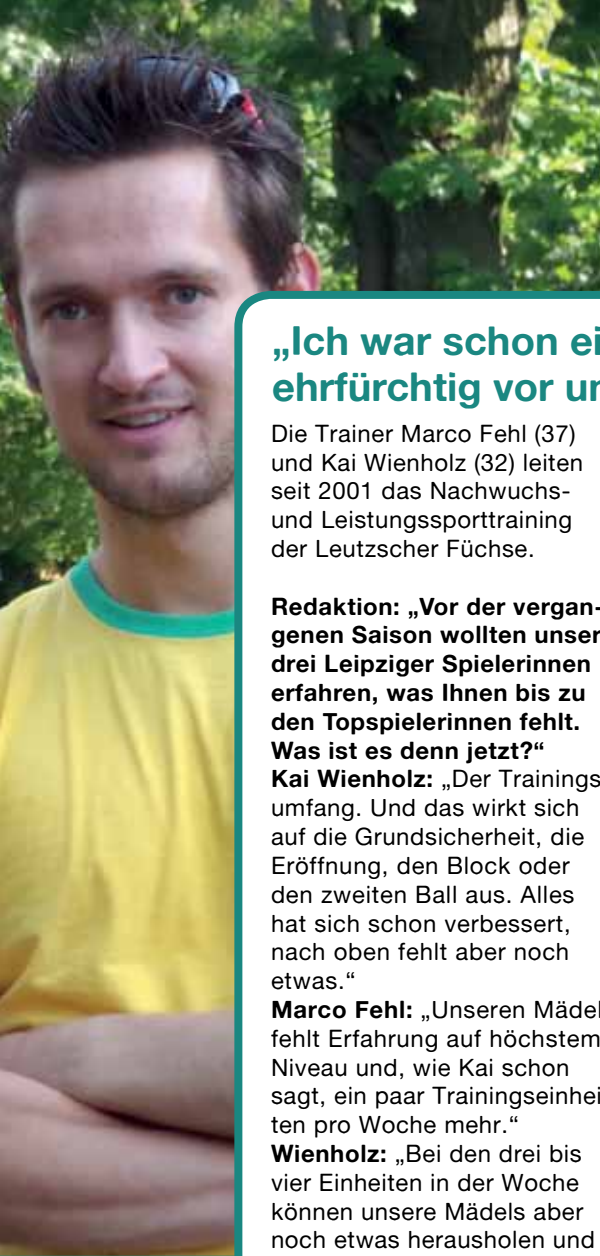 „Ich war schon ei
ehrfürchtig vor un
Die Trainer Marco Fehl (37)
und Kai Wienholz (32) leiten
seit 2001 das Nachwuchs-
und Leistungssporttraining
der Leutzscher Füchse.
Redaktion: „Vor der vergan-
genen Saison wollten unser
drei Leipziger Spielerinnen
erfahren, was Ihnen bis zu
den Topspielerinnen fehlt.
Was ist es denn jetzt?“
Kai Wienholz: „Der Trainings
umfang. Und das wirkt sich
auf die Grundsicherheit, die
Eröffnung, den Block oder
den zweiten Ball aus. Alles
hat sich schon verbessert,
nach oben fehlt aber noch
etwas.“
Marco Fehl: „Unseren Mädel
fehlt Erfahrung auf höchstem
Niveau und, wie Kai schon
sagt, ein paar Trainingseinhei
ten pro Woche mehr.“
Wienholz: „Bei den drei bis
vier Einheiten in der Woche
können unsere Mädels aber
noch etwas herausholen und